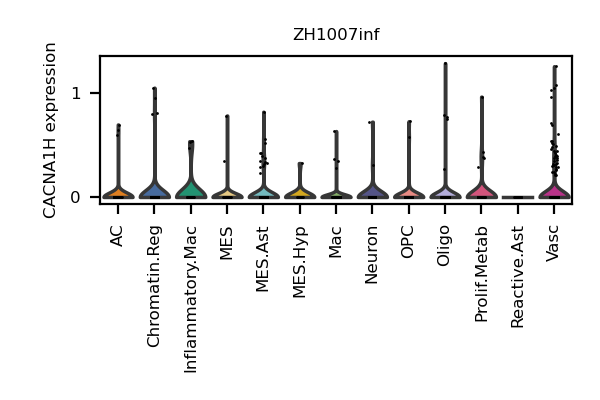 ZH1007inf
CACNA1H expression
1
0
AC
Chromatin.Reg
Inflammatory.Mac
MES
MES.Ast
MES.Hyp
Mac
Neuron
OPC
Oligo
Prolif.Metab
Reactive.Ast
Vasc